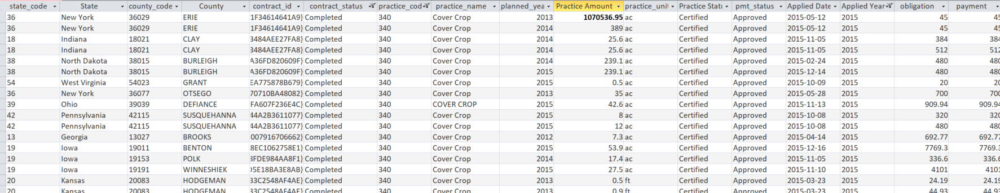 state_code State county_code County contract_id contract_status practice_cod practice_name planned_yea Practice Amount practice_unit Practice Statu pmt_status Applied Date Applied Year obligation payment
36 New York 36029 ERIE 1F34614641A9} Completed 340 Cover Crop 2013 1070536.95 ac Certified Approved 2015-05-12 2015 45 45
36 New York 36029 ERIE 1F34614641A9} Completed 340 Cover Crop 2014 389 ac Certified Approved 2015-05-12 2015 45 45
18 Indiana 18021 CLAY 3484AEE27FA8} Completed 340 Cover Crop 2014 25.6 ac Certified Approved 2015-11-05 2015 384 384
18 Indiana 18021 CLAY 3484AEE27FA8} Completed 340 Cover Crop 2014 25.6 ac Certified Approved 2015-11-05 2015 512 512
38 North Dakota 38015 BURLEIGH A36FD820609F} Completed 340 Cover Crop 2014 239.1 ac Certified Approved 2015-02-24 2015 480 480
38 North Dakota 38015 BURLEIGH A36FD820609F} Completed 340 Cover Crop 2015 239.1 ac Certified Approved 2015-12-14 2015 480 480
54 West Virginia 54023 GRANT EA775878B679} Completed 340 Cover Crop 2015 0.5 ac Certified Approved 2015-10-09 2015 20 20
36 New York 36077 OTSEGO 70710BA48082} Completed 340 Cover Crop 2013 35 ac Certified Approved 2015-05-28 2015 700 700
39 Ohio 39039 DEFIANCE FA607F236E4C} Completed 340 COVER CROP 2015 42.6 ac Certified Approved 2015-11-13 2015 909.94 909.94
42 Pennsylvania 42115 SUSQUEHANNA 44A2B3611077} Completed 340 Cover Crop 2015 8 ac Certified Approved 2015-10-08 2015 320 320
42 Pennsylvania 42115 SUSQUEHANNA 44A2B3611077} Completed 340 Cover Crop 2015 12 ac Certified Approved 2015-10-08 2015 480 480
13 Georgia 13027 BROOKS 007916706662} Completed 340 Cover Crop 2012 7.3 ac Certified Approved 2015-04-14 2015 692.77 692.77
19 Iowa 19011 BENTON 8EC1062758E1} Completed 340 Cover Crop 2015 53.9 ac Certified Approved 2015-12-16 2015 7769.3 7769.3
19 Iowa 19153 POLK 3FDE984AA8F1} Completed 340 Cover Crop 2014 17.4 ac Certified Approved 2015-11-05 2015 336.6 336.6
19 Iowa 19191 WINNESHIEK D5E18BA3E8AB} Completed 340 Cover Crop 2015 27.5 ac Certified Approved 2015-11-10 2015 4101 4101
20 Kansas 20083 HODGEMAN 33C2548AF4AE} Completed 340 Cover Crop 2013 0.5 ft Certified Approved 2015-03-23 2015 24.19 24.19
20 Kansas 20083 HODGEMAN 33C2548AF4AE} Completed 340 Cover Crop 2013 0.9 ft Certified Approved 2015-03-23 2015 44.93 44.93